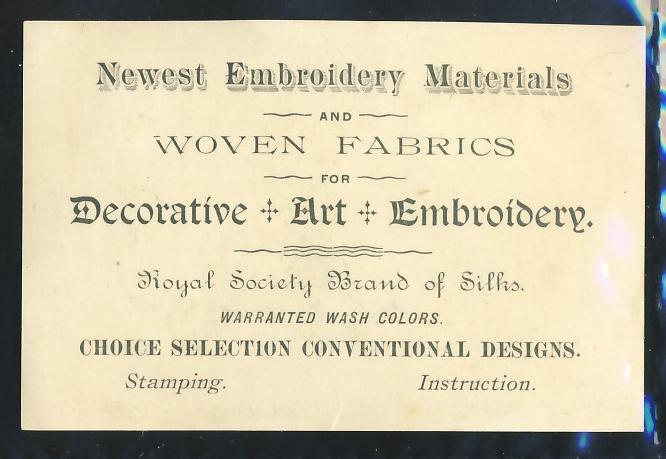 Newest Embroidery Materials
AND
WOVEN FABRICS
FOR
Decorative Art Embroidery.
Royal Society Brand of Silks.
WARRANTED WASH COLORS.
CHOICE SELECTION CONVENTIONAL DESIGNS.
Stamping. Instruction.